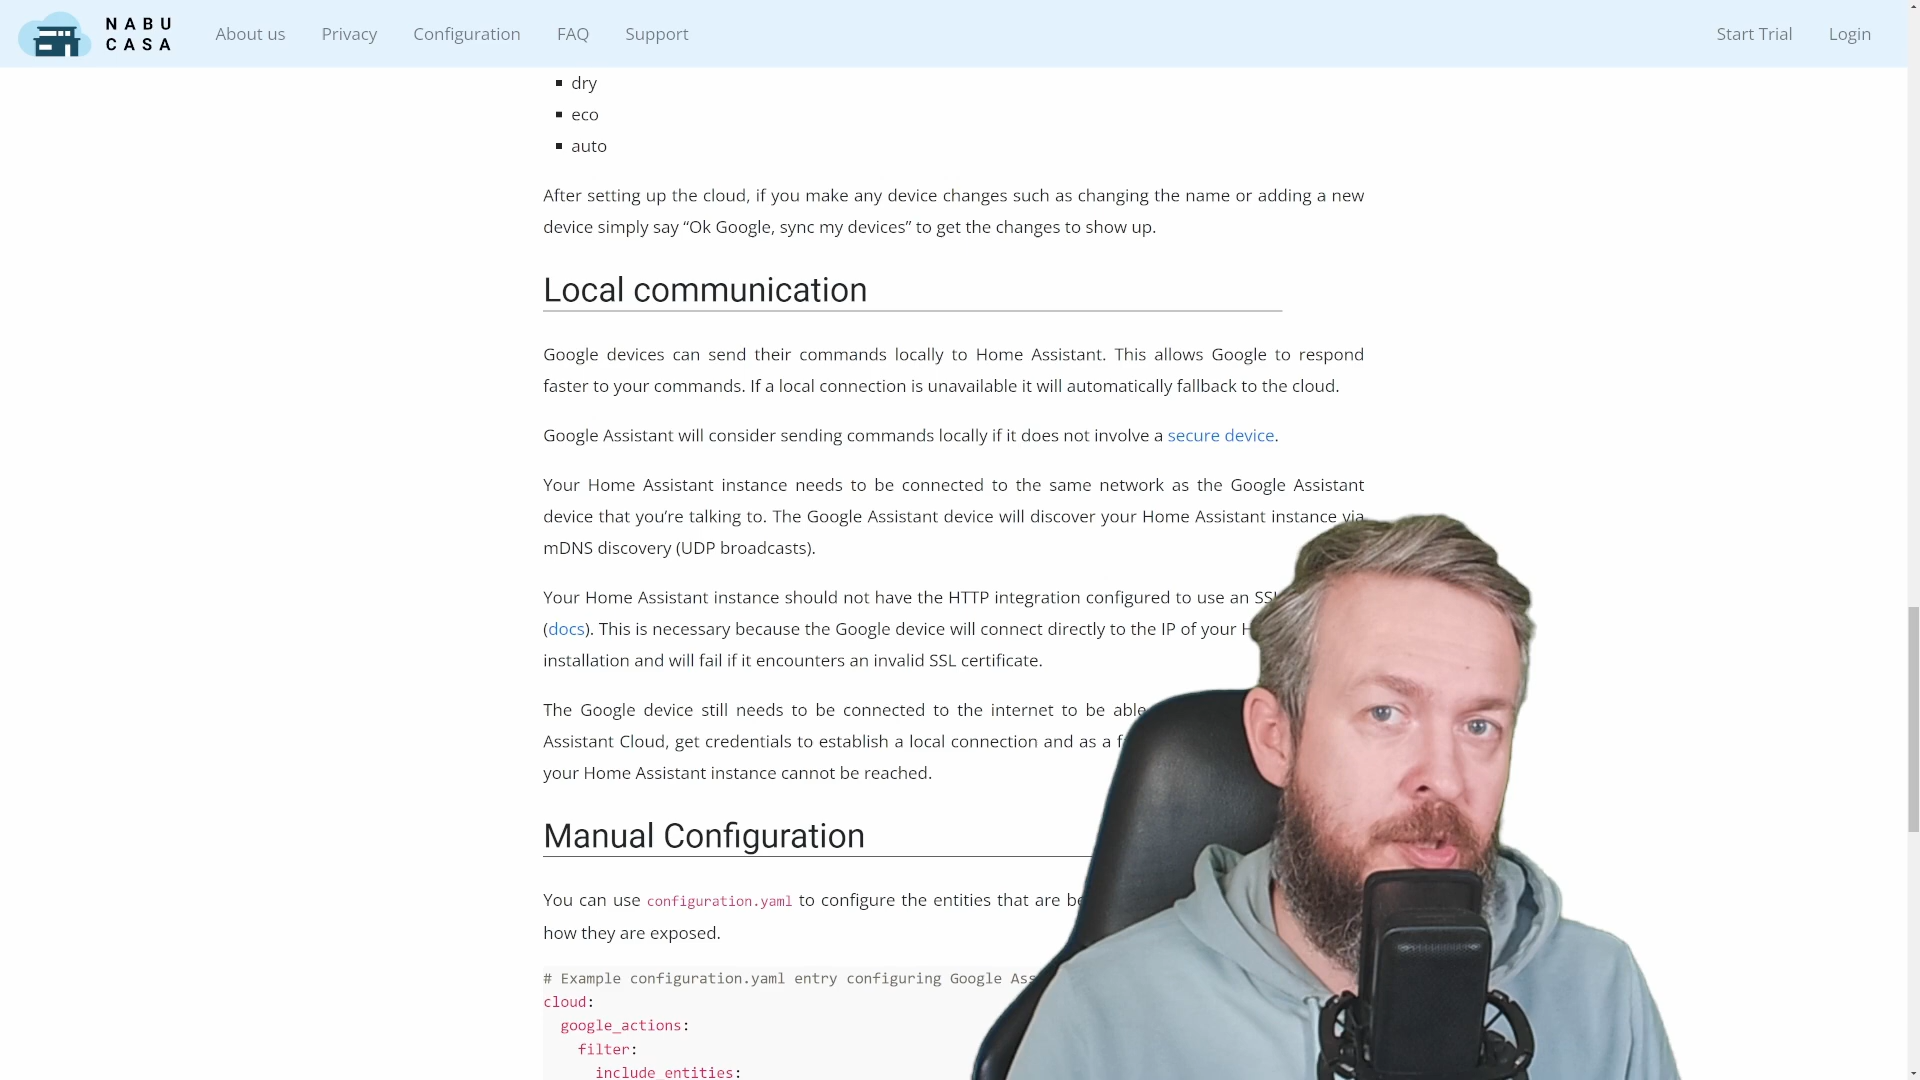 NABU
CASA
About us
Privacy
Configuration
FAQ
Support
Start Trial
Login
dry
eco
auto
After setting up the cloud, if you make any device changes such as changing the name or adding a new
device simply say “Ok Google, sync my devices” to get the changes to show up.
Local communication
Google devices can send their commands locally to Home Assistant. This allows Google to respond
faster to your commands. If a local connection is unavailable it will automatically fallback to the cloud.
Google Assistant will consider sending commands locally if it does not involve a secure device.
Your Home Assistant instance needs to be connected to the same network as the Google Assistant
device that you’re talking to. The Google Assistant device will discover your Home Assistant instance via
mDNS discovery (UDP broadcasts).
Your Home Assistant instance should not have the HTTP integration configured to use an
(docs). This is necessary because the Google device will connect directly to the IP of your
installation and will fail if it encounters an invalid SSL certificate.
The Google device still needs to be connected to the internet to be able
Assistant Cloud, get credentials to establish a local connection and as a
your Home Assistant instance cannot be reached.
Manual Configuration
You can use configuration.yaml to configure the entities that are
how they are exposed.
# Example configuration.yaml entry configuring Google
cloud:
google_actions:
filter:
include_entities: